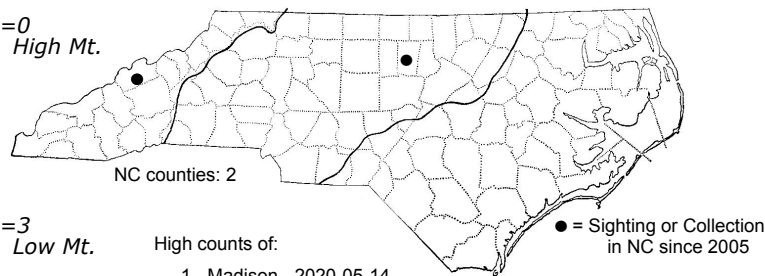 =0
High Mt.
NC counties: 2
=3
Low Mt.
High counts of:
1 - Madison - 2020-05-14
● = Sighting or Collection
in NC since 2005